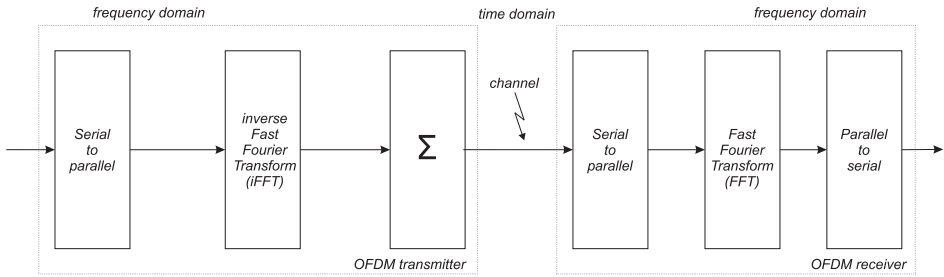 frequency domain
time domain
frequency domain
channel
Serial
to
parallel
inverse
Fast
Fourier
Transform
(iFFT)
Σ
Serial
to
parallel
Fast
Fourier
Transform
(FFT)
Parallel
to
serial
OFDM transmitter
OFDM receiver